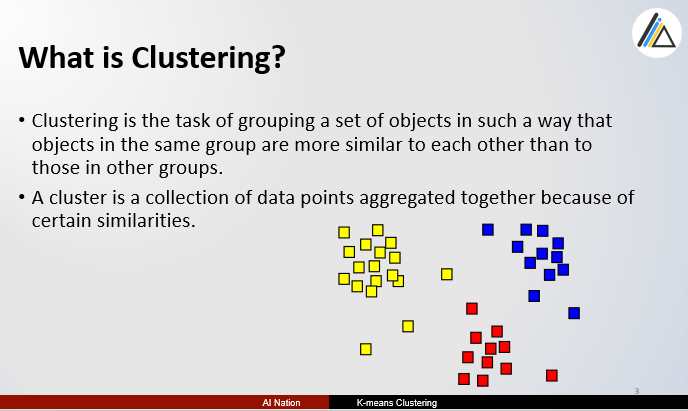 What is Clustering?
• Clustering is the task of grouping a set of objects in such a way that
objects in the same group are more similar to each other than to
those in other groups.
• A cluster is a collection of data points aggregated together because of
certain similarities.
3
AI Nation
K-means Clustering